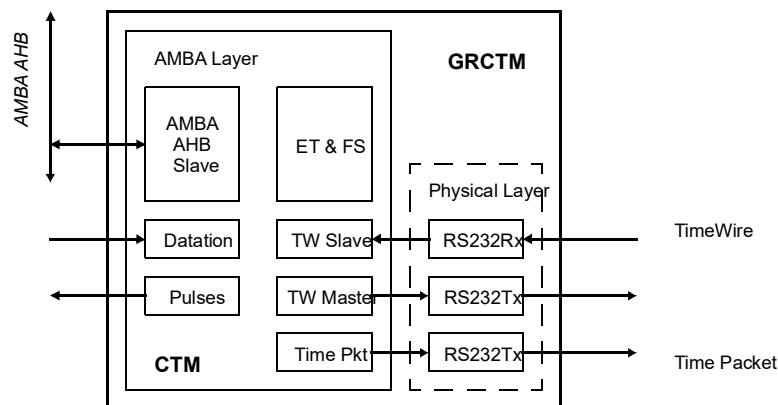 AMBA AHB
AMBA Layer
GRCTM
AMBA
AHB
Slave
ET & FS
Physical Layer
Datation
TW Slave
RS232Rx
TimeWire
Pulses
TW Master
RS232Tx
CTM
Time Pkt
RS232Tx
Time Packet